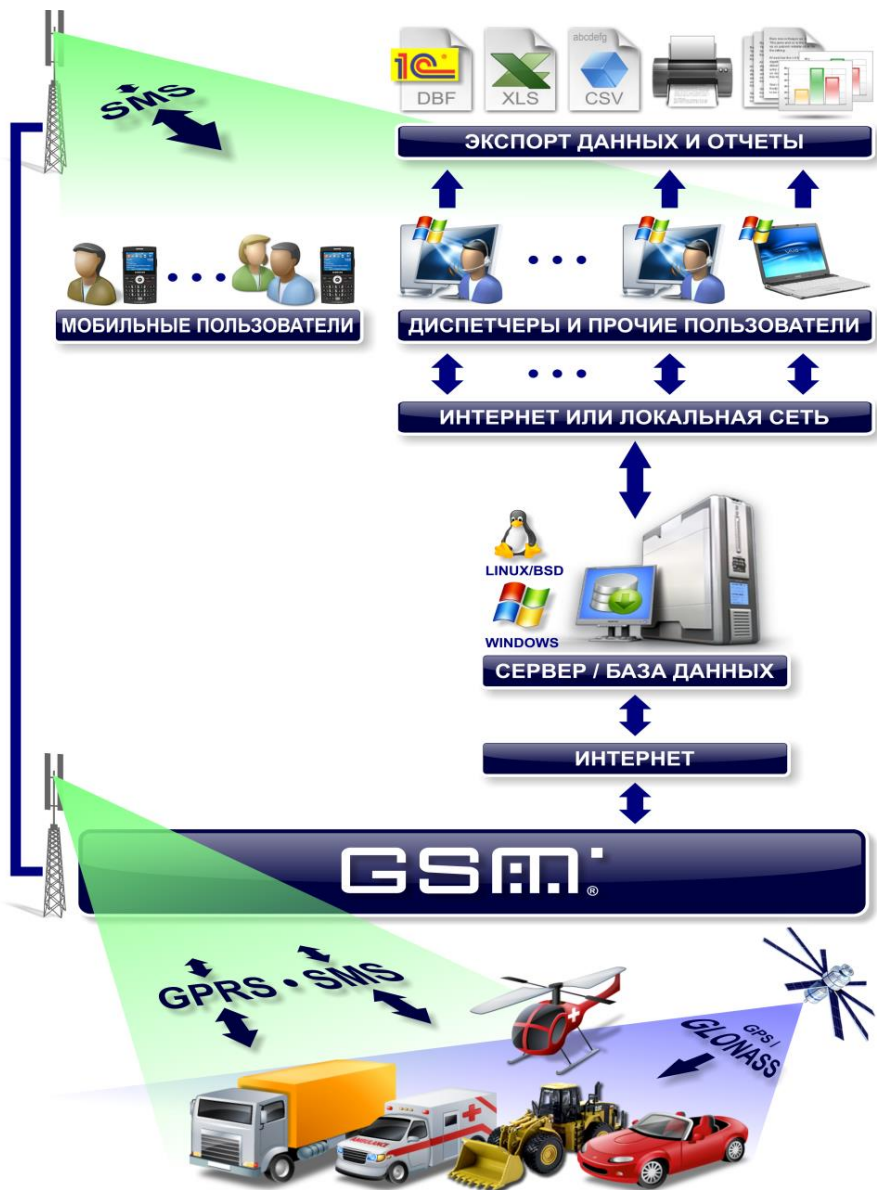 SMS
abcdefg
1С
DBF
XLS
CSV
ЭКСПОРТ ДАННЫХ И ОТЧЕТЫ
МОБИЛЬНЫЕ ПОЛЬЗОВАТЕЛИ
ДИСПЕТЧЕРЫ И ПРОЧИЕ ПОЛЬЗОВАТЕЛИ
ИНТЕРНЕТ ИЛИ ЛОКАЛЬНАЯ СЕТЬ
LINUX/BSD
WINDOWS
СЕРВЕР / БАЗА ДАННЫХ
ИНТЕРНЕТ
GSM®
GPRS • SMS
GPS /
GLONASS
AMBULANCE